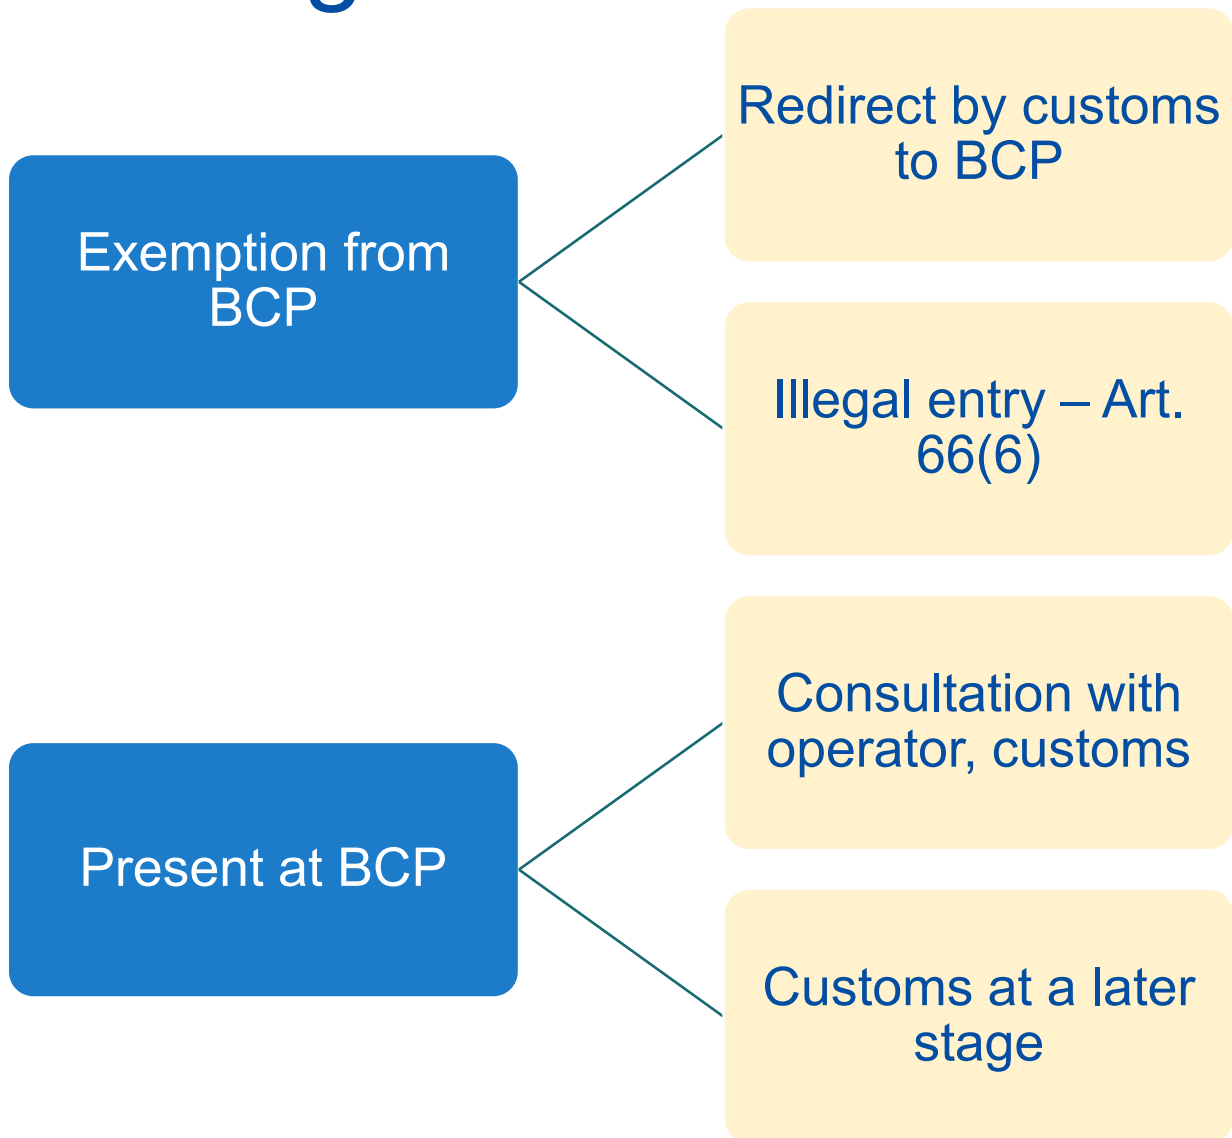 Exemption from
BCP
Redirect by customs
to BCP
Illegal entry – Art.
66(6)
Present at BCP
Consultation with
operator, customs
Customs at a later
stage